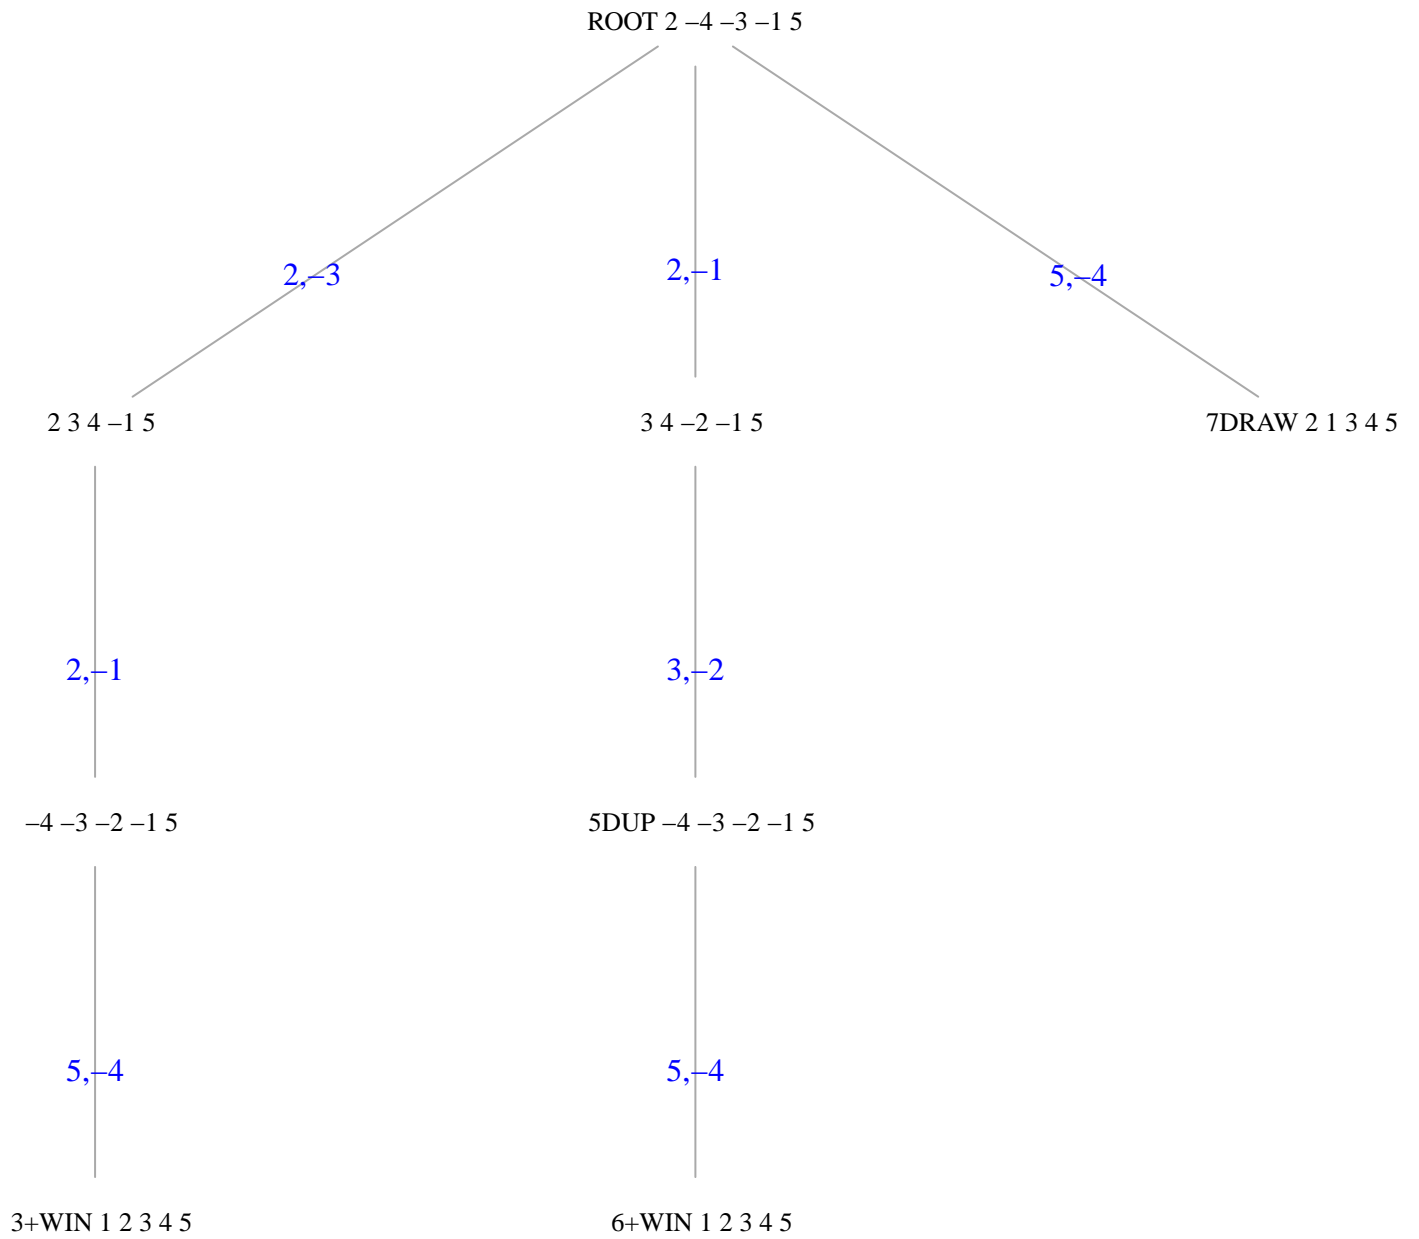 ROOT 2 –4 –3 –1 5
2,–3
2,–1
5,–4
2 3 4 –1 5
3 4 –2 –1 5
7DRAW 2 1 3 4 5
2,–1
3,–2
–4 –3 –2 –1 5
5DUP –4 –3 –2 –1 5
5,–4
5,–4
3+WIN 1 2 3 4 5
6+WIN 1 2 3 4 5